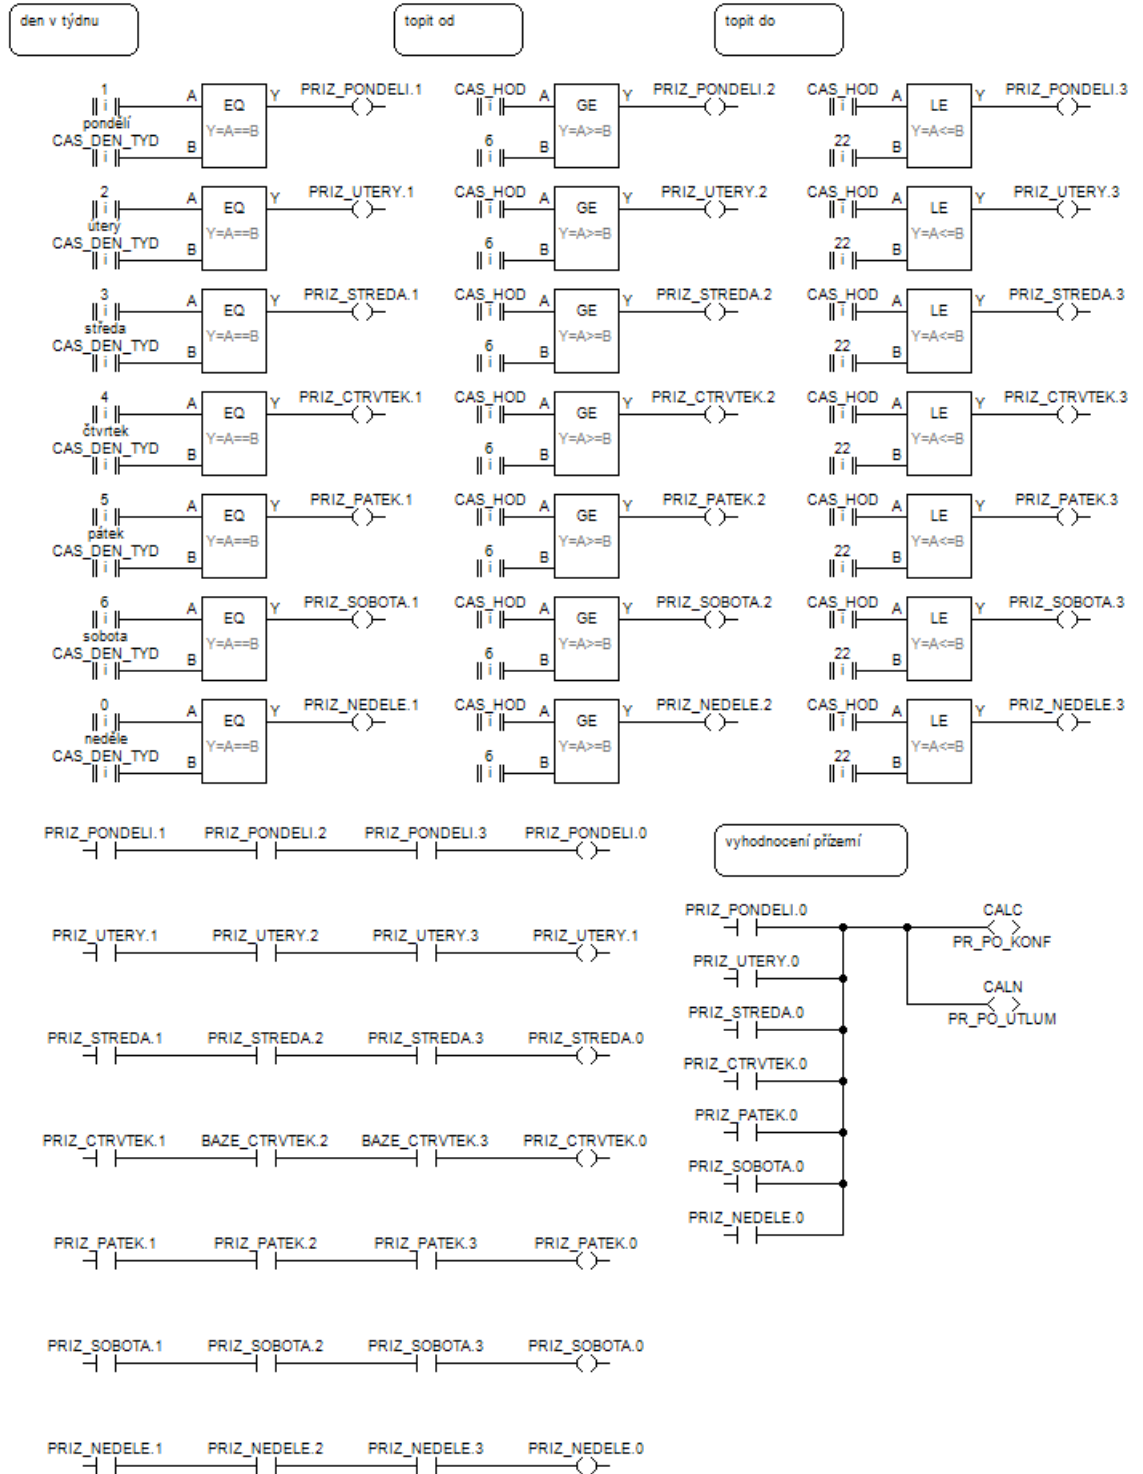 den v týdnu
topit od
topit do
1 PRIZ_PONDELI.1 CAS_HOD PRIZ_PONDELI.2 CAS_HOD PRIZ_PONDELI.3
i A EQ Y i A GE Y i A LE Y
pondělí
Y=A==B Y=A>=B Y=A<=B
CAS_DEN_TYD 6 22
i B i B i B
2 PRIZ_UTERY.1 CAS_HOD PRIZ_UTERY.2 CAS_HOD PRIZ_UTERY.3
i A EQ Y i A GE Y i A LE Y
úterý
Y=A==B Y=A>=B Y=A<=B
CAS_DEN_TYD 6 22
i B i B i B
3 PRIZ_STREDA.1 CAS_HOD PRIZ_STREDA.2 CAS_HOD PRIZ_STREDA.3
i A EQ Y i A GE Y i A LE Y
středa
Y=A==B Y=A>=B Y=A<=B
CAS_DEN_TYD 6 22
i B i B i B
4 PRIZ_CTRVTEK.1 CAS_HOD PRIZ_CTRVTEK.2 CAS_HOD PRIZ_CTRVTEK.3
i A EQ Y i A GE Y i A LE Y
čtvrtek
Y=A==B Y=A>=B Y=A<=B
CAS_DEN_TYD 6 22
i B i B i B
5 PRIZ_PATEK.1 CAS_HOD PRIZ_PATEK.2 CAS_HOD PRIZ_PATEK.3
i A EQ Y i A GE Y i A LE Y
pátek
Y=A==B Y=A>=B Y=A<=B
CAS_DEN_TYD 6 22
i B i B i B
6 PRIZ_SOBOTA.1 CAS_HOD PRIZ_SOBOTA.2 CAS_HOD PRIZ_SOBOTA.3
i A EQ Y i A GE Y i A LE Y
sobota
Y=A==B Y=A>=B Y=A<=B
CAS_DEN_TYD 6 22
i B i B i B
0 PRIZ_NEDELE.1 CAS_HOD PRIZ_NEDELE.2 CAS_HOD PRIZ_NEDELE.3
i A EQ Y i A GE Y i A LE Y
neděle
Y=A==B Y=A>=B Y=A<=B
CAS_DEN_TYD 6 22
i B i B i B
PRIZ_PONDELI.1 PRIZ_PONDELI.2 PRIZ_PONDELI.3 PRIZ_PONDELI.0
PRIZ_UTERY.1 PRIZ_UTERY.2 PRIZ_UTERY.3 PRIZ_UTERY.1
PRIZ_STREDA.1 PRIZ_STREDA.2 PRIZ_STREDA.3 PRIZ_STREDA.0
PRIZ_CTRVTEK.1 BAZE_CTRVTEK.2 BAZE_CTRVTEK.3 PRIZ_CTRVTEK.0
PRIZ_PATEK.1 PRIZ_PATEK.2 PRIZ_PATEK.3 PRIZ_PATEK.0
PRIZ_SOBOTA.1 PRIZ_SOBOTA.2 PRIZ_SOBOTA.3 PRIZ_SOBOTA.0
PRIZ_NEDELE.1 PRIZ_NEDELE.2 PRIZ_NEDELE.3 PRIZ_NEDELE.0
vyhodnocení přízemí
PRIZ_PONDELI.0 CALC
PR_PO_KONF
PRIZ_UTERY.0
CALN
PRIZ_STREDA.0
PR_PO_UTLUM
PRIZ_CTRVTEK.0
PRIZ_PATEK.0
PRIZ_SOBOTA.0
PRIZ_NEDELE.0